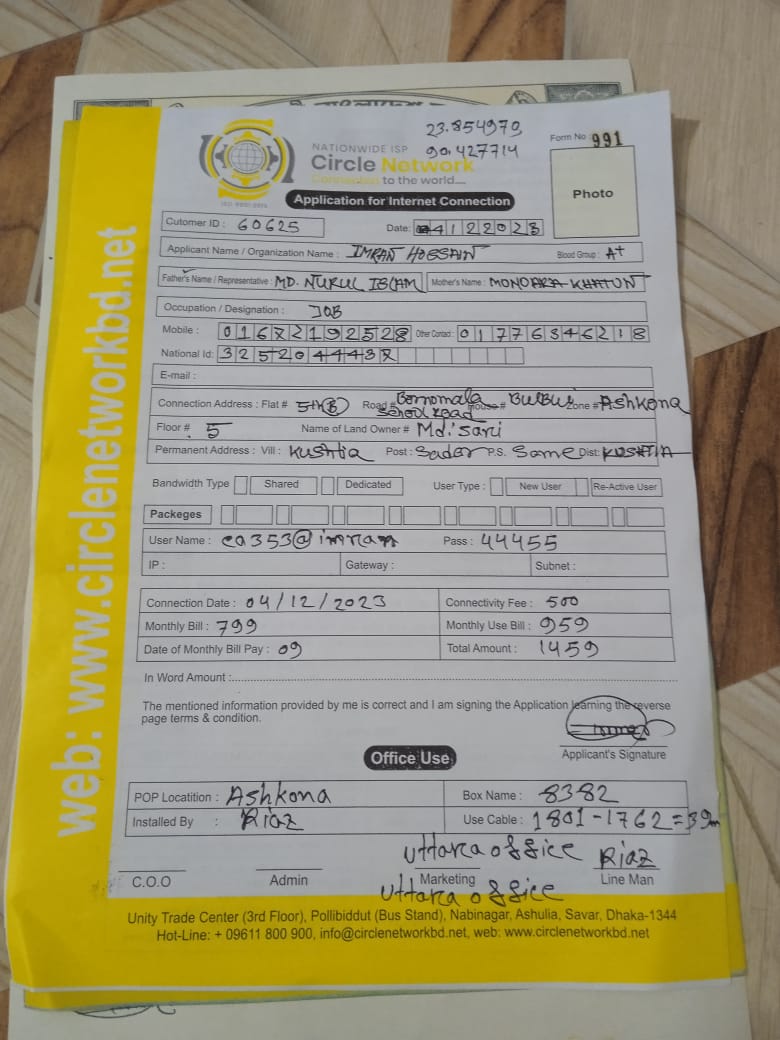 23.854979
90.427714
Form No 991
NATIONWIDE ISP
Circle Network
Connected to the world....
ISO 9001:2015
Photo
Application for Internet Connection
Cutomer ID : 60625 Date: 04122023
Applicant Name / Organization Name : IMRAN HOSSAIN Blood Group : A+
Father's Name / Representative : MD. NURUL ISLAM Mother's Name : MONOARA KHATUN
Occupation / Designation : JOB
Mobile : Other Contact : 01776346218
National Id:
E-mail :
Connection Address : Flat # 5th(B) Road # Bornomala School Road House # Bulbul Zone # Ashkona
Floor # 5 Name of Land Owner # Md. Sani
Permanent Address : Vill : Kushtia Post : Sador P.S. Same Dist: KUSHTIA
Bandwidth Type Shared Dedicated User Type : New User Re-Active User
Packeges
User Name : ca353@imran Pass : 44455
IP : Gateway : Subnet :
Connection Date : 04/12/2023 Connectivity Fee : 500
Monthly Bill : 799 Monthly Use Bill : 959
Date of Monthly Bill Pay : 09 Total Amount : 1459
In Word Amount :
The mentioned information provided by me is correct and I am signing the Application learning the reverse
page terms & condition.
Applicant's Signature
Office Use
POP Locatition : Ashkona Box Name : 8382
Installed By : Riaz Use Cable : 1801-1762=39m
Uttara office Riaz
C.O.O Admin Marketing Line Man
Uttara office
Unity Trade Center (3rd Floor), Pollibiddut (Bus Stand), Nabinagar, Ashulia, Savar, Dhaka-1344
Hot-Line: + 09611 800 900, info@circlenetworkbd.net, web: www.circlenetworkbd.net
web: www.circlenetworkbd.net